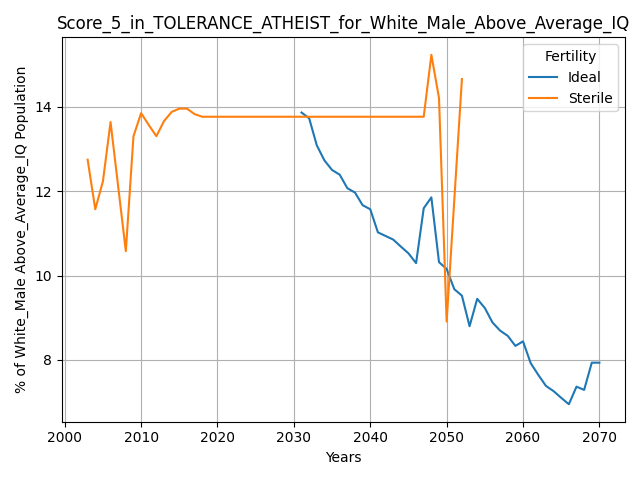 Score_5_in_TOLERANCE_ATHEIST_for_White_Male_Above_Average_IQ
Fertility
Ideal
Sterile
% of White_Male Above_Average_IQ Population
14
12
10
8
2000 2010 2020 2030 2040 2050 2060 2070
Years